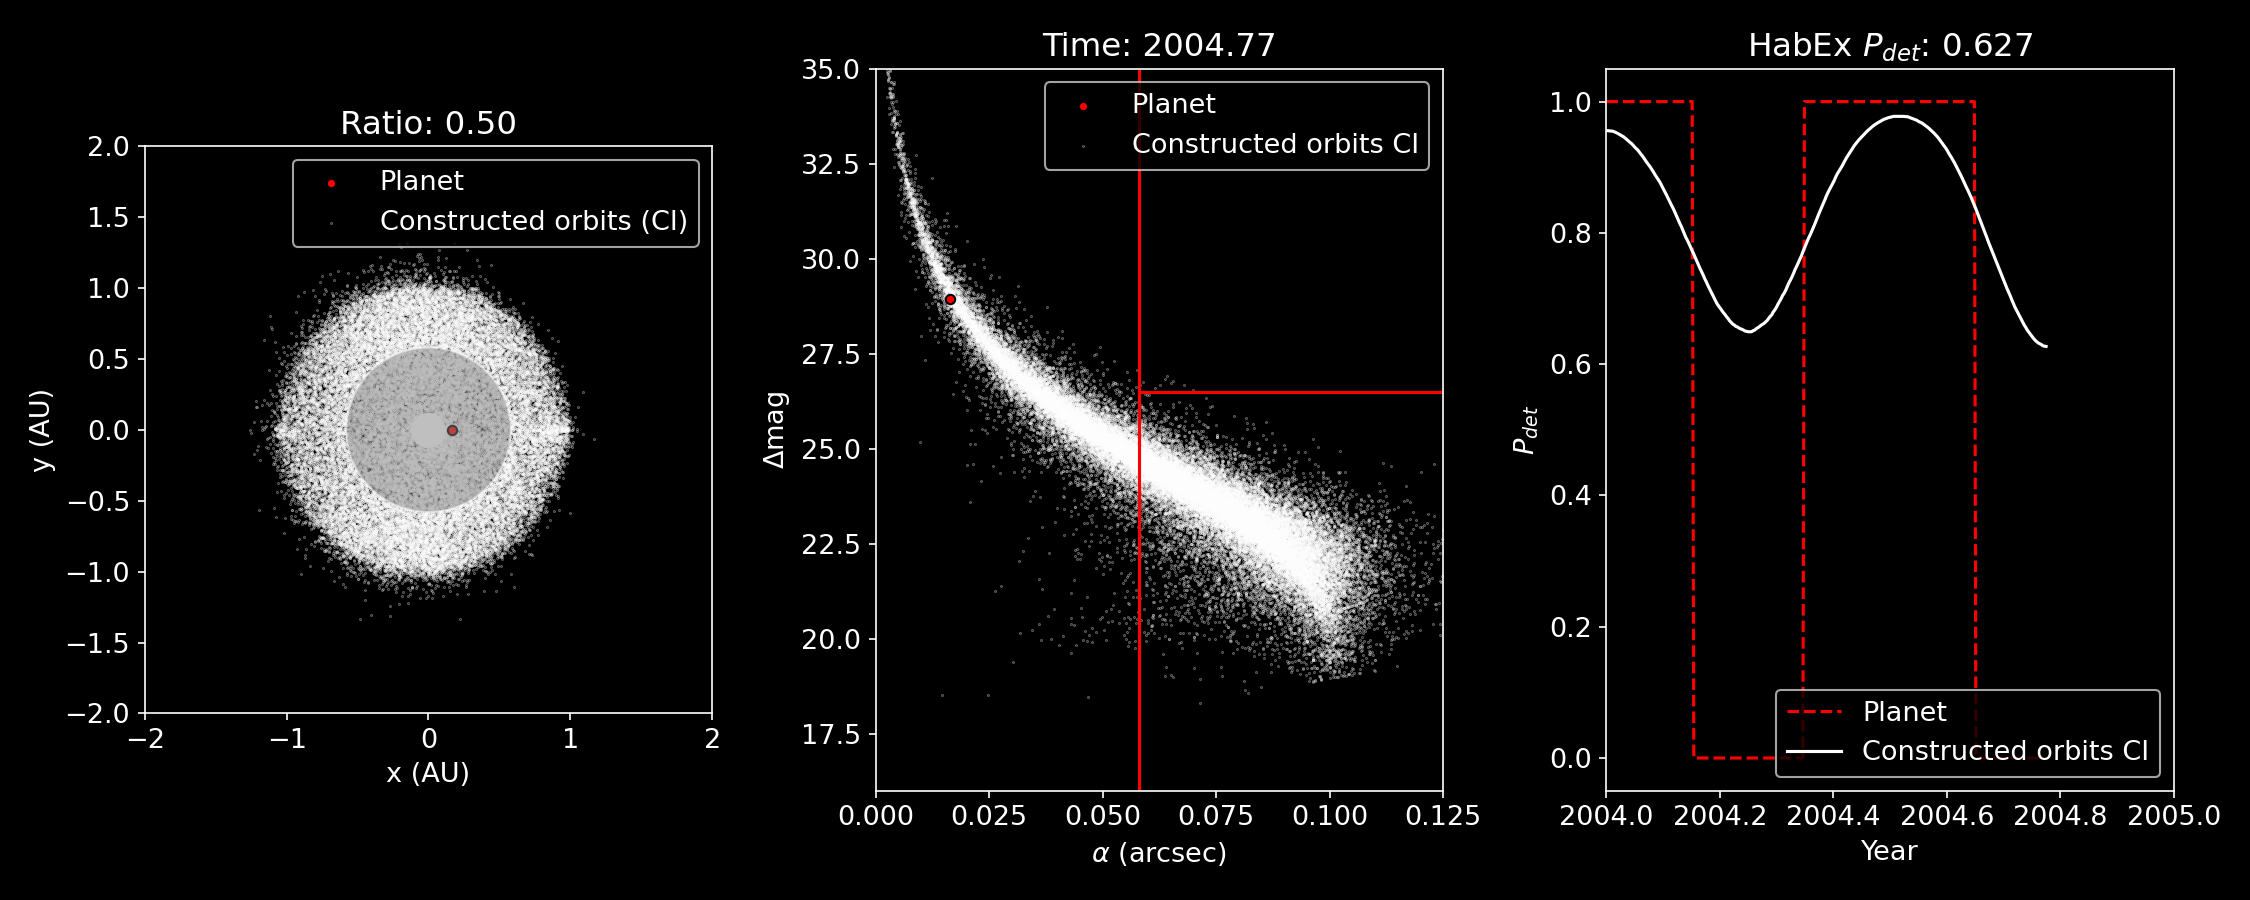 Ratio: 0.50
Planet
Constructed orbits (CI)
2.0
1.5
1.0
0.5
0.0
−0.5
−1.0
−1.5
−2.0
y (AU)
−2
−1
0
1
2
x (AU)
Time: 2004.77
Planet
Constructed orbits CI
35.0
32.5
30.0
27.5
25.0
22.5
20.0
17.5
Δmag
0.000
0.025
0.050
0.075
0.100
0.125
α (arcsec)
HabEx P_det: 0.627
1.0
0.8
0.6
0.4
0.2
0.0
P_det
Planet
Constructed orbits CI
2004.0
2004.2
2004.4
2004.6
2004.8
2005.0
Year